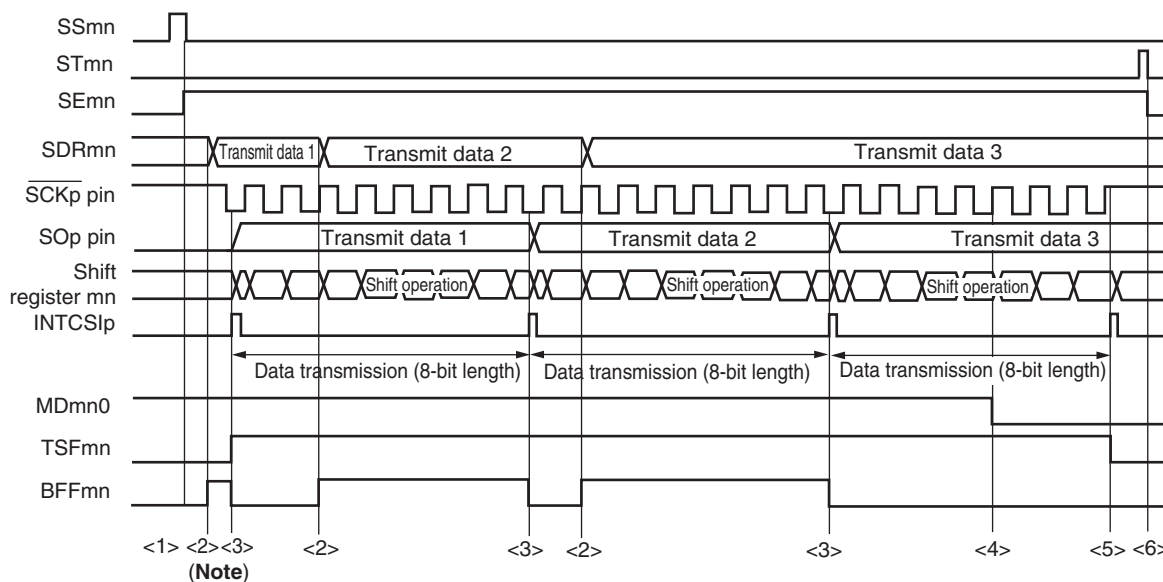 SSmn
STmn
SEmn
SDRmn Transmit data 1 Transmit data 2 Transmit data 3
SCKp pin
SOp pin Transmit data 1 Transmit data 2 Transmit data 3
Shift
register mn Shift operation Shift operation Shift operation
INTCSIp
Data transmission (8-bit length) Data transmission (8-bit length) Data transmission (8-bit length)
MDmn0
TSFmn
BFFmn
<1> <2> <3> <2> <3> <2> <3> <4> <5> <6>
(Note)